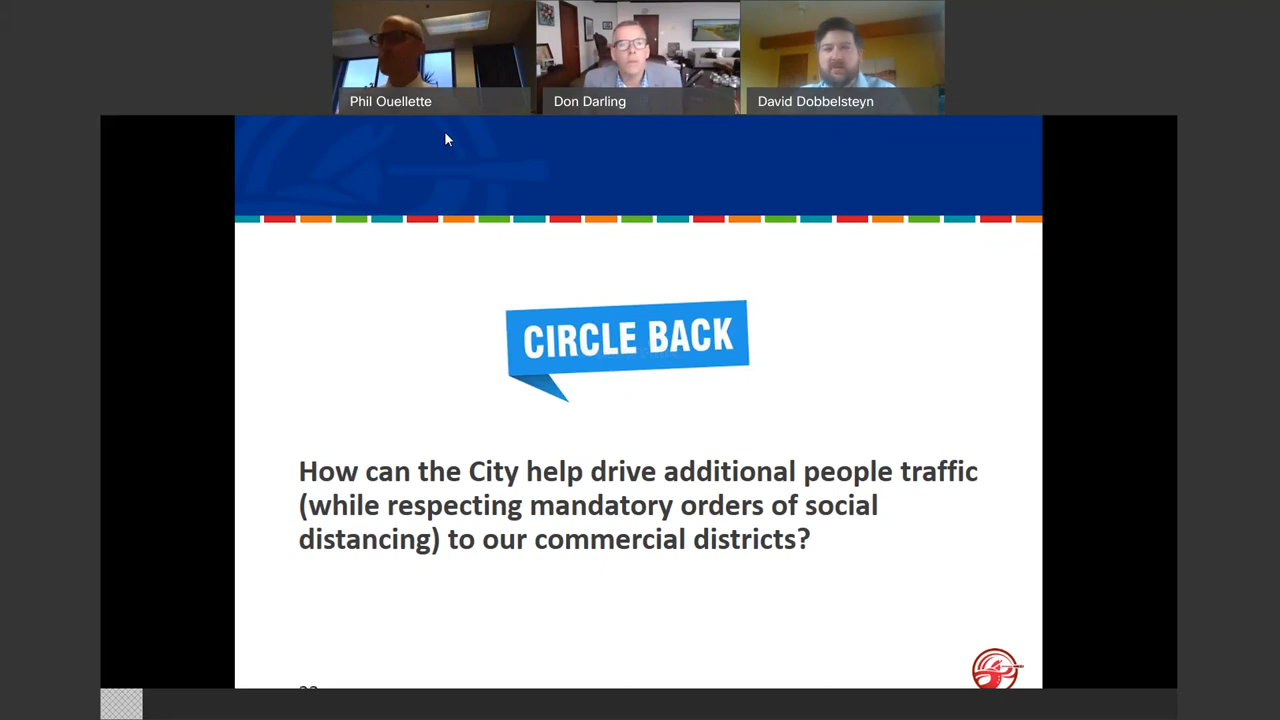 Phil Ouellette
Don Darling
David Dobbelsteyn
CIRCLE BACK
How can the City help drive additional people traffic
(while respecting mandatory orders of social
distancing) to our commercial districts?